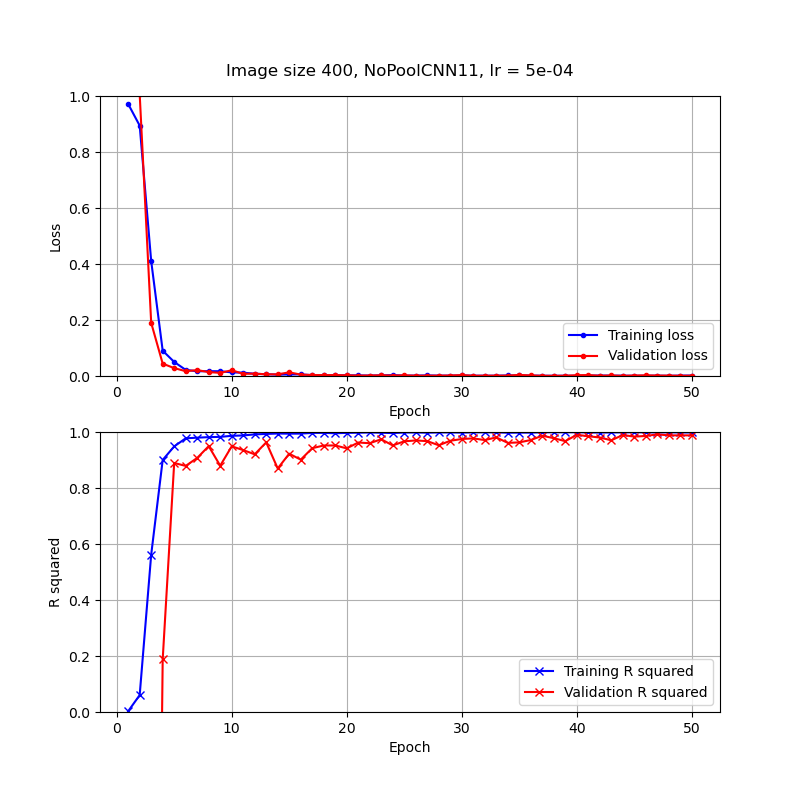 Image size 400, NoPoolCNN11, lr = 5e-04
1.0
0.8
0.6
0.4
0.2
0.0
Loss
Training loss
Validation loss
0 10 20 30 40 50
Epoch
1.0
0.8
0.6
0.4
0.2
0.0
R squared
Training R squared
Validation R squared
0 10 20 30 40 50
Epoch